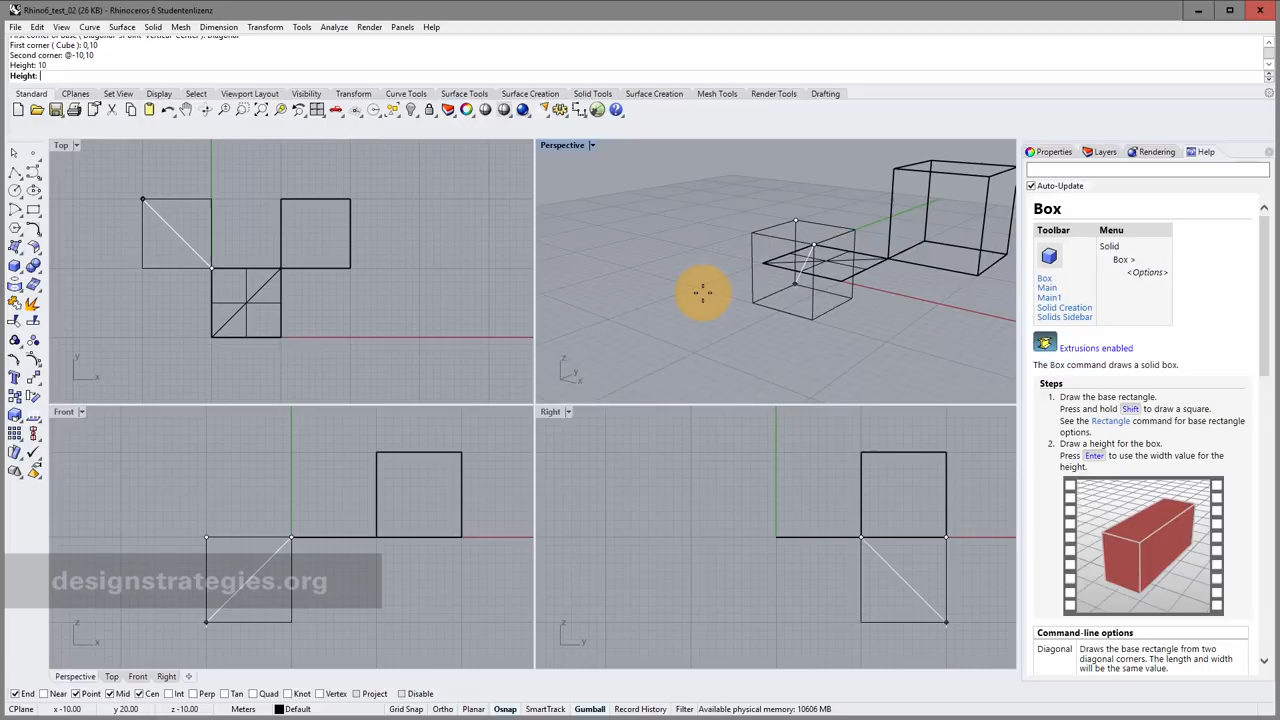 Rhino6_test_02 (26 KB) - Rhinoceros 6 Studentenlizenz
File Edit View Curve Surface Solid Mesh Dimension Transform Tools Analyze Render Panels Help
First corner of base ( Diagonal 3Point Vertical Center ): Diagonal
First corner ( Cube ): 0,10
Second corner: @-10,10
Height: 10
Height:
Standard CPlanes Set View Display Select Viewport Layout Visibility Transform Curve Tools Surface Tools Surface Creation Solid Tools Surface Creation Mesh Tools Render Tools Drafting
Top
Perspective
y
x
z
y
x
Front
Right
z
x
z
y
designstrategies.org
Properties Layers Rendering Help
Auto-Update
Box
Toolbar Menu
Solid
Box >
<Options>
Box
Main
Main1
Solid Creation
Solids Sidebar
Extrusions enabled
The Box command draws a solid box.
Steps
1. Draw the base rectangle.
Press and hold Shift to draw a square.
See the Rectangle command for base rectangle
options.
2. Draw a height for the box.
Press Enter to use the width value for the
height.
Command-line options
Diagonal Draws the base rectangle from two
diagonal corners. The length and width
will be the same value.
Perspective Top Front Right
End Near Point Mid Cen Int Perp Tan Quad Knot Vertex Project Disable
CPlane x -10.00 y 20.00 z -10.00 Meters Default Grid Snap Ortho Planar Osnap SmartTrack Gumball Record History Filter Available physical memory: 10606 MB